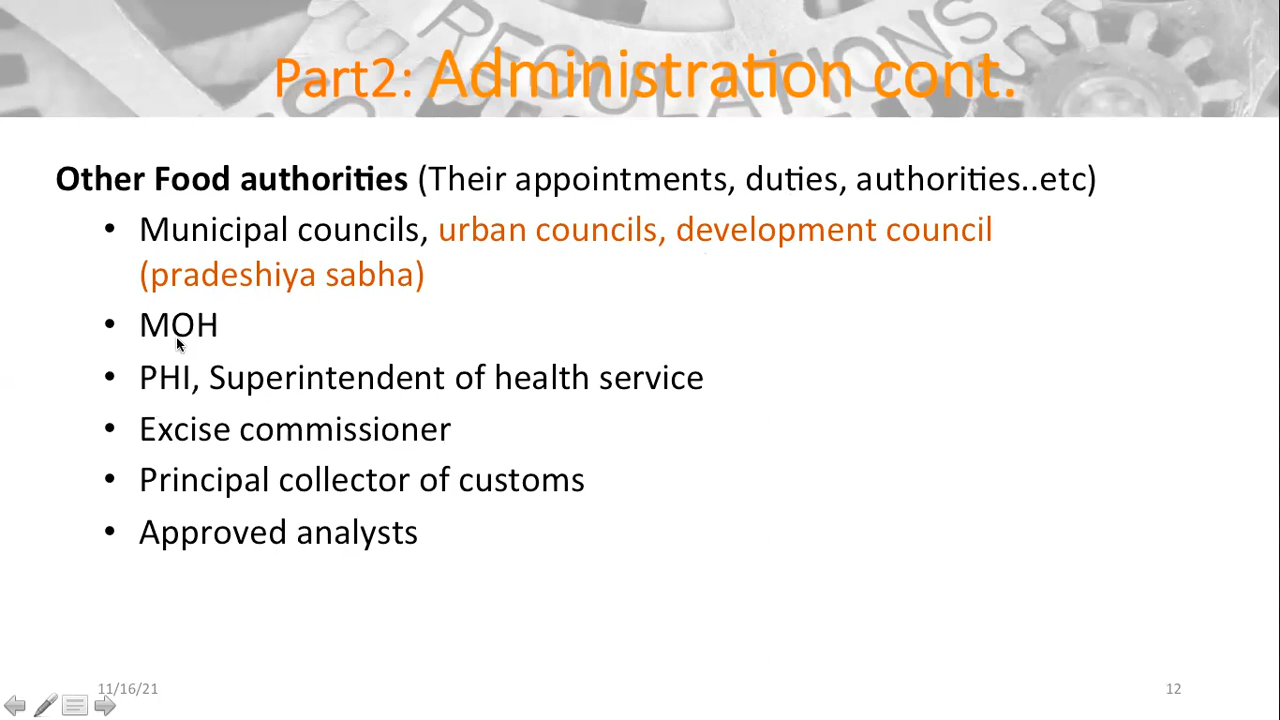 REGULATIONS
Part2: Administration cont.
Other Food authorities (Their appointments, duties, authorities..etc)
• Municipal councils, urban councils, development council
(pradeshiya sabha)
• MOH
• PHI, Superintendent of health service
• Excise commissioner
• Principal collector of customs
• Approved analysts
11/16/21
12